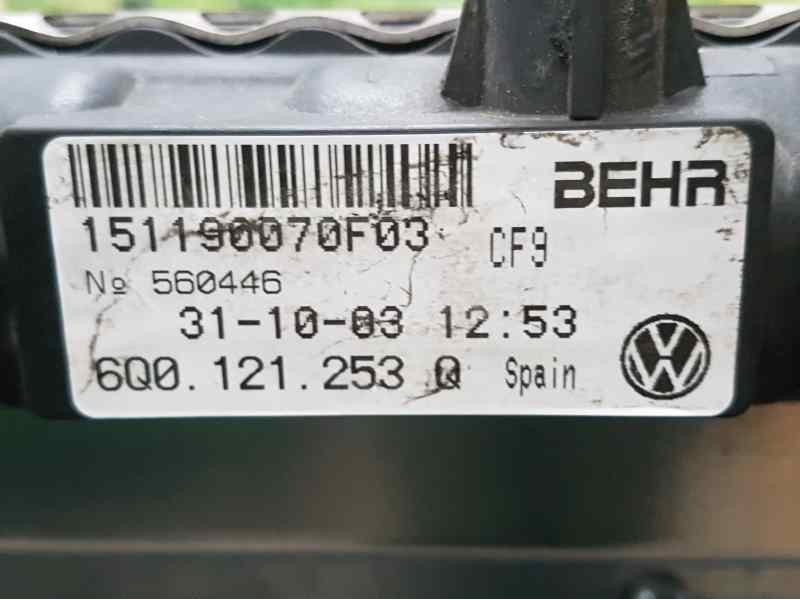 BEHR
151190070F03 CF9
Nº 560446
31-10-03 12:53
6Q0.121.253 Q Spain